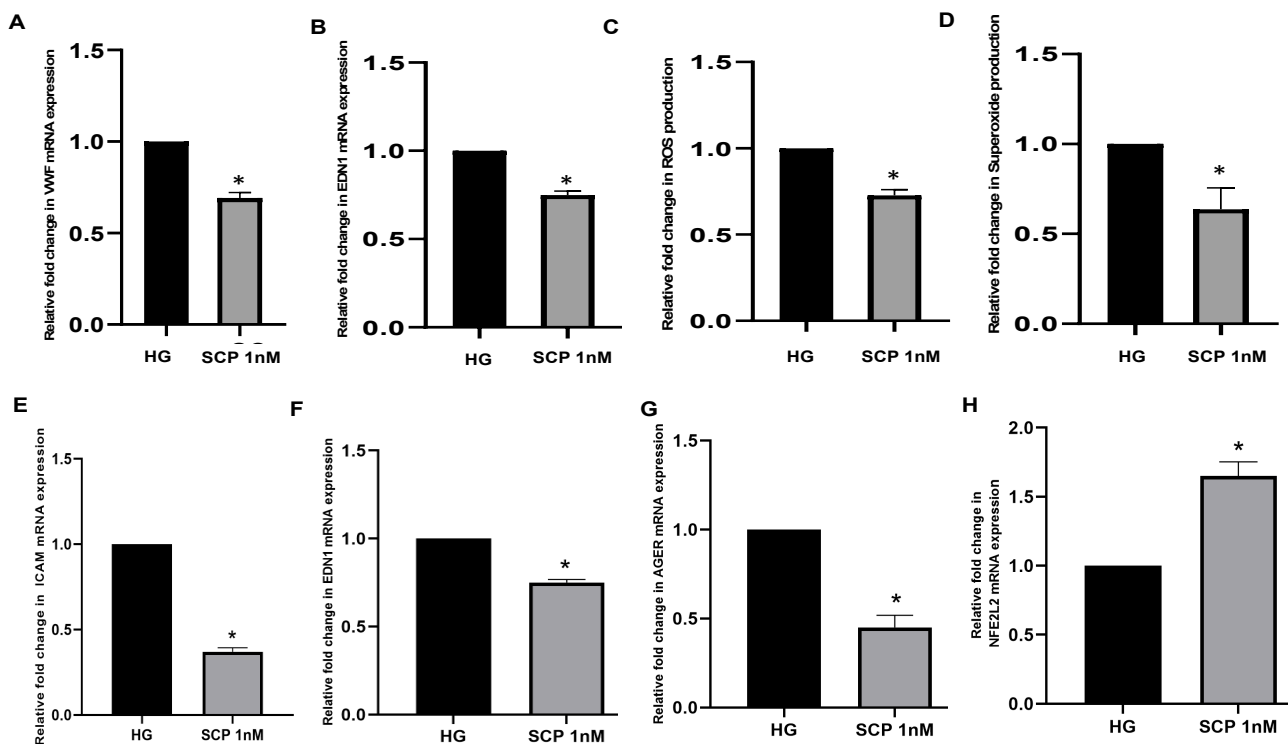 A
Relative fold change in VWF mRNA expression
1.5
1.0
0.5
0.0
HG
SCP 1nM
B
Relative fold change in EDN1 mRNA expression
1.5
1.0
0.5
0.0
HG
SCP 1nM
*
C
Relative fold change in ROS production
1.5
1.0
0.5
0.0
HG
SCP 1nM
*
D
Relative fold change in Superoxide production
1.5
1.0
0.5
0.0
HG
SCP 1nM
*
E
Relative fold change in ICAM mRNA expression
1.5
1.0
0.5
0.0
HG
SCP 1nM
*
F
Relative fold change in EDN1 mRNA expression
1.5
1.0
0.5
0.0
HG
SCP 1nM
*
G
Relative fold change in AGER mRNA expression
1.5
1.0
0.5
0.0
HG
SCP 1nM
*
H
Relative fold change in
NFE2L2 mRNA expression
2.0
1.5
1.0
0.5
0.0
HG
SCP 1nM
*